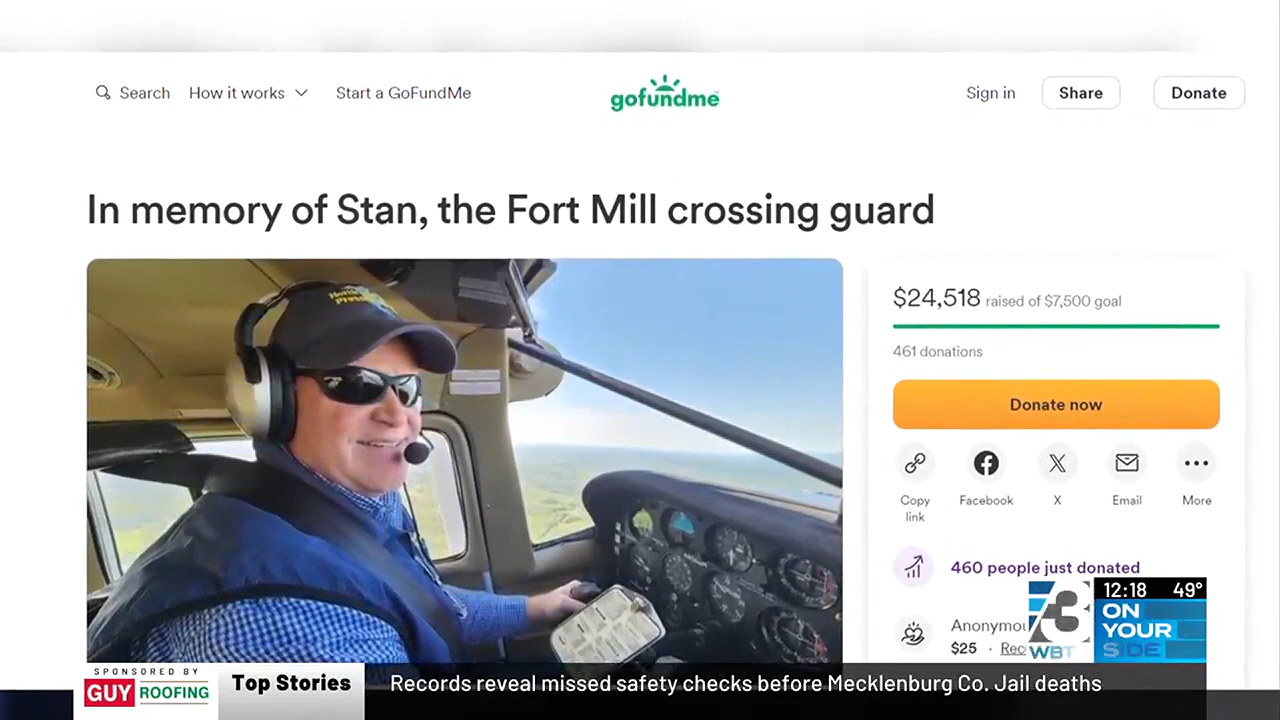 Search
How it works
Start a GoFundMe
gofundme
Sign in
Share
Donate
In memory of Stan, the Fort Mill crossing guard
$24,518 raised of $7,500 goal
461 donations
Donate now
Copy link
Facebook
X
Email
More
460 people just donated
Anonymou
$25 · Rec
3
WBT
12:18 49°
ON
YOUR
SIDE
SPONSORED BY
GUY ROOFING
Top Stories
Records reveal missed safety checks before Mecklenburg Co. Jail deaths